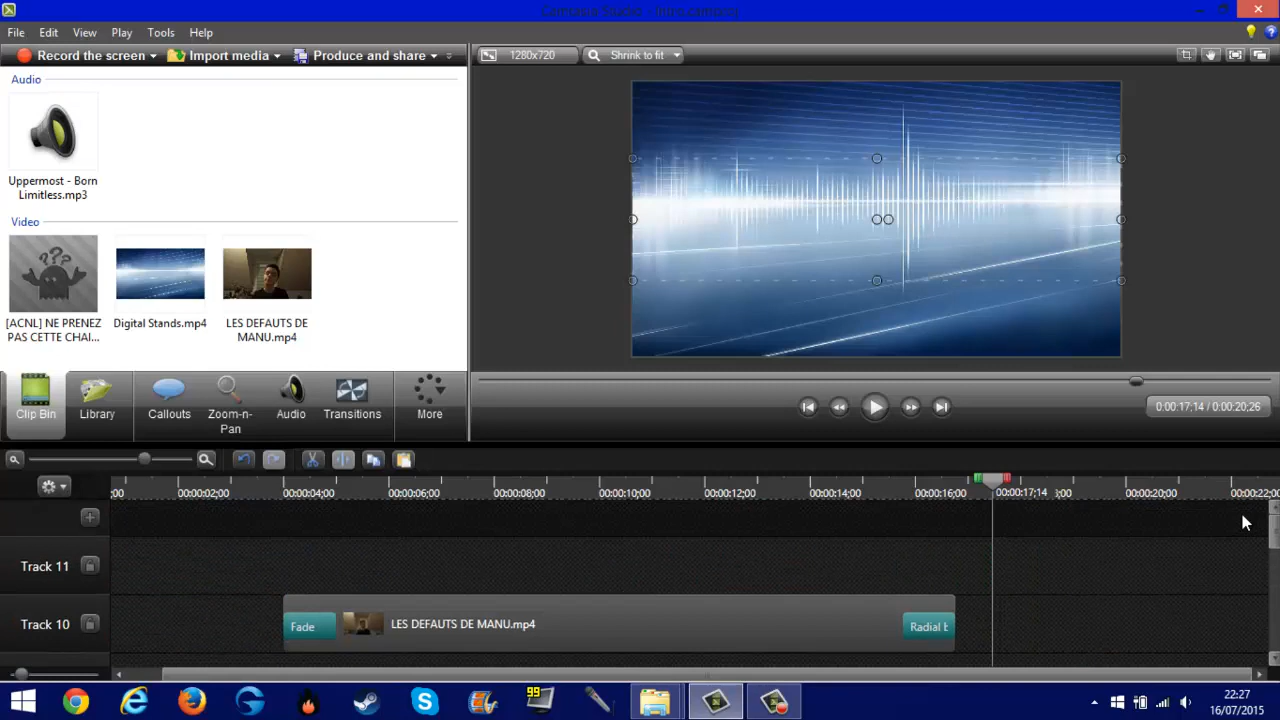 Camtasia Studio - Intro.camproj
File Edit View Play Tools Help
Record the screen Import media Produce and share
1280x720 Shrink to fit
Audio
Uppermost - Born
Limitless.mp3
Video
[ACNL] NE PRENEZ
PAS CETTE CHAI...
Digital Stands.mp4
LES DEFAUTS DE
MANU.mp4
Clip Bin Library Callouts Zoom-n-
Pan Audio Transitions More
0:00:17;14 / 0:00:20;26
;00 00:00:02;00 00:00:04;00 00:00:06;00 00:00:08;00 00:00:10;00 00:00:12;00 00:00:14;00 00:00:16;00 00:00:17;14 ;00 00:00:20;00 00:00:22;00
Track 11
Track 10 Fade LES DEFAUTS DE MANU.mp4 Radial b
99
22:27
16/07/2015